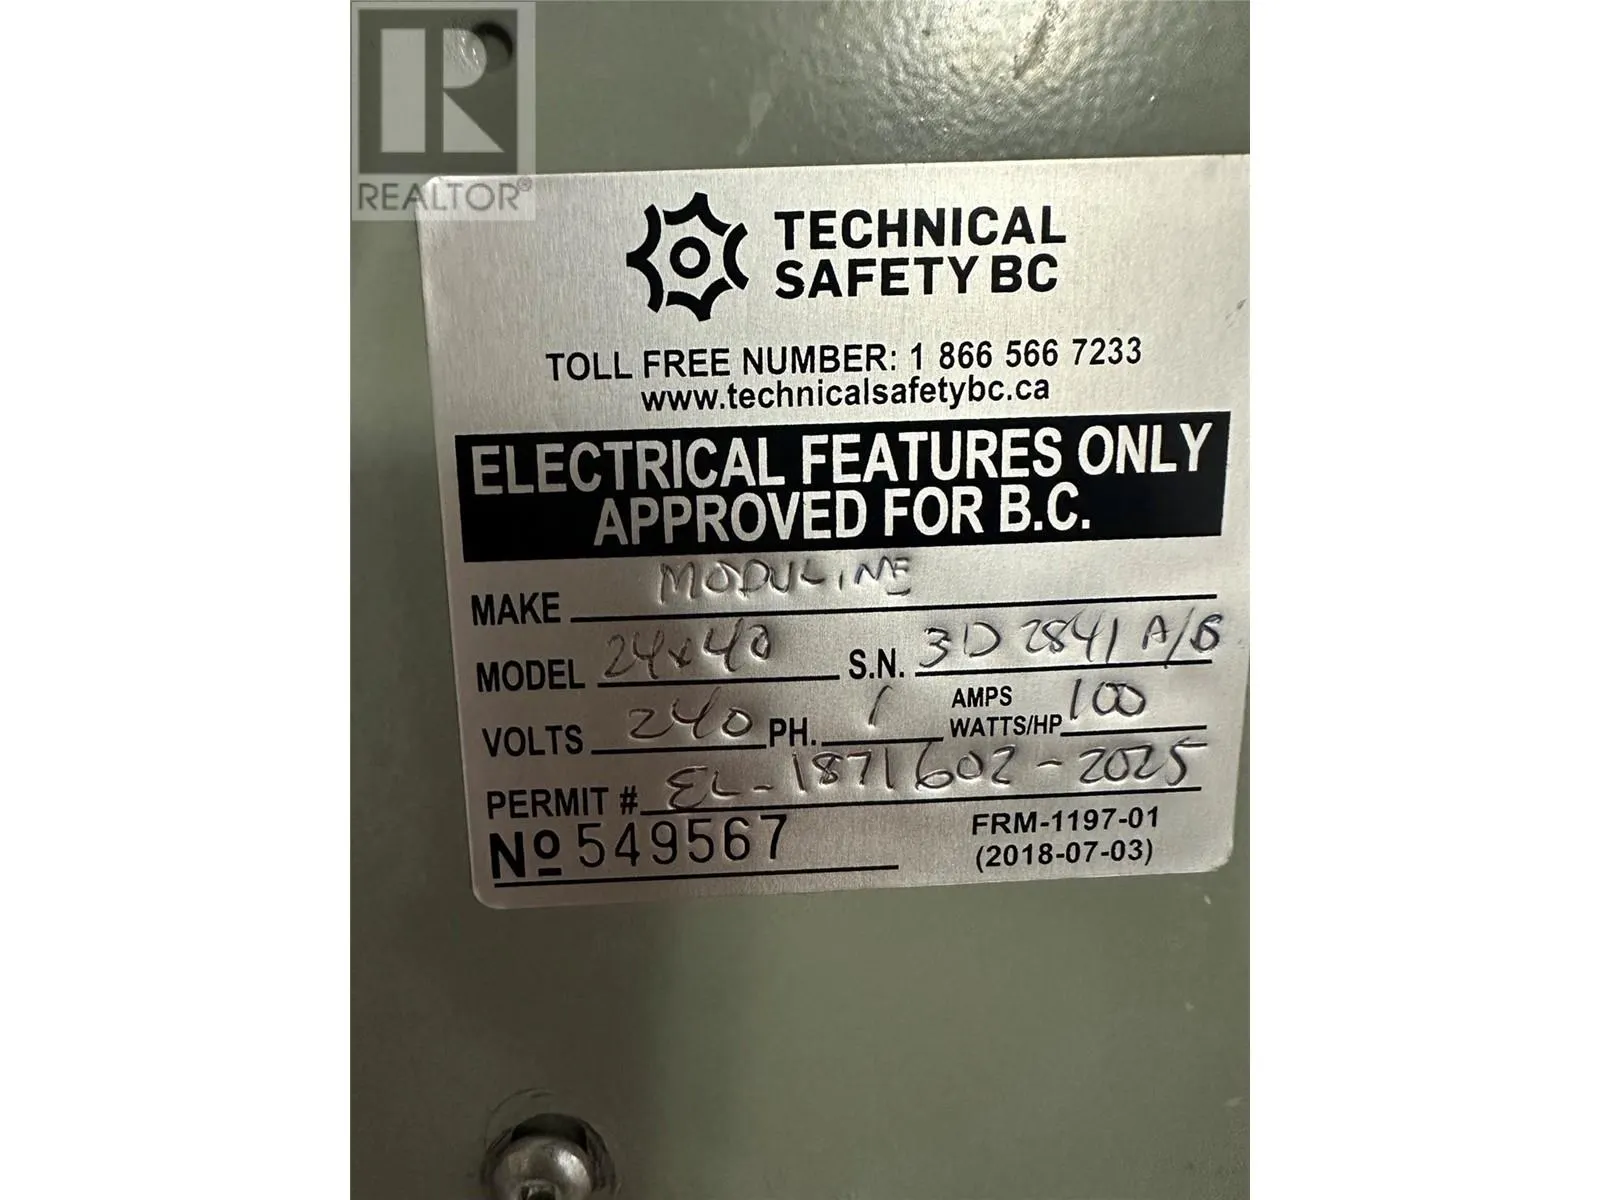 REALTOR®
TECHNICAL
SAFETY BC
TOLL FREE NUMBER: 1 866 566 7233
www.technicalsafetybc.ca
ELECTRICAL FEATURES ONLY
APPROVED FOR B.C.
MAKE MODULINE
MODEL 24x40 S.N. 3D 2841 A/B
VOLTS 240 PH. 1 AMPS WATTS/HP 100
PERMIT # EL-1871602-2025
Nº 549567 FRM-1197-01
(2018-07-03)